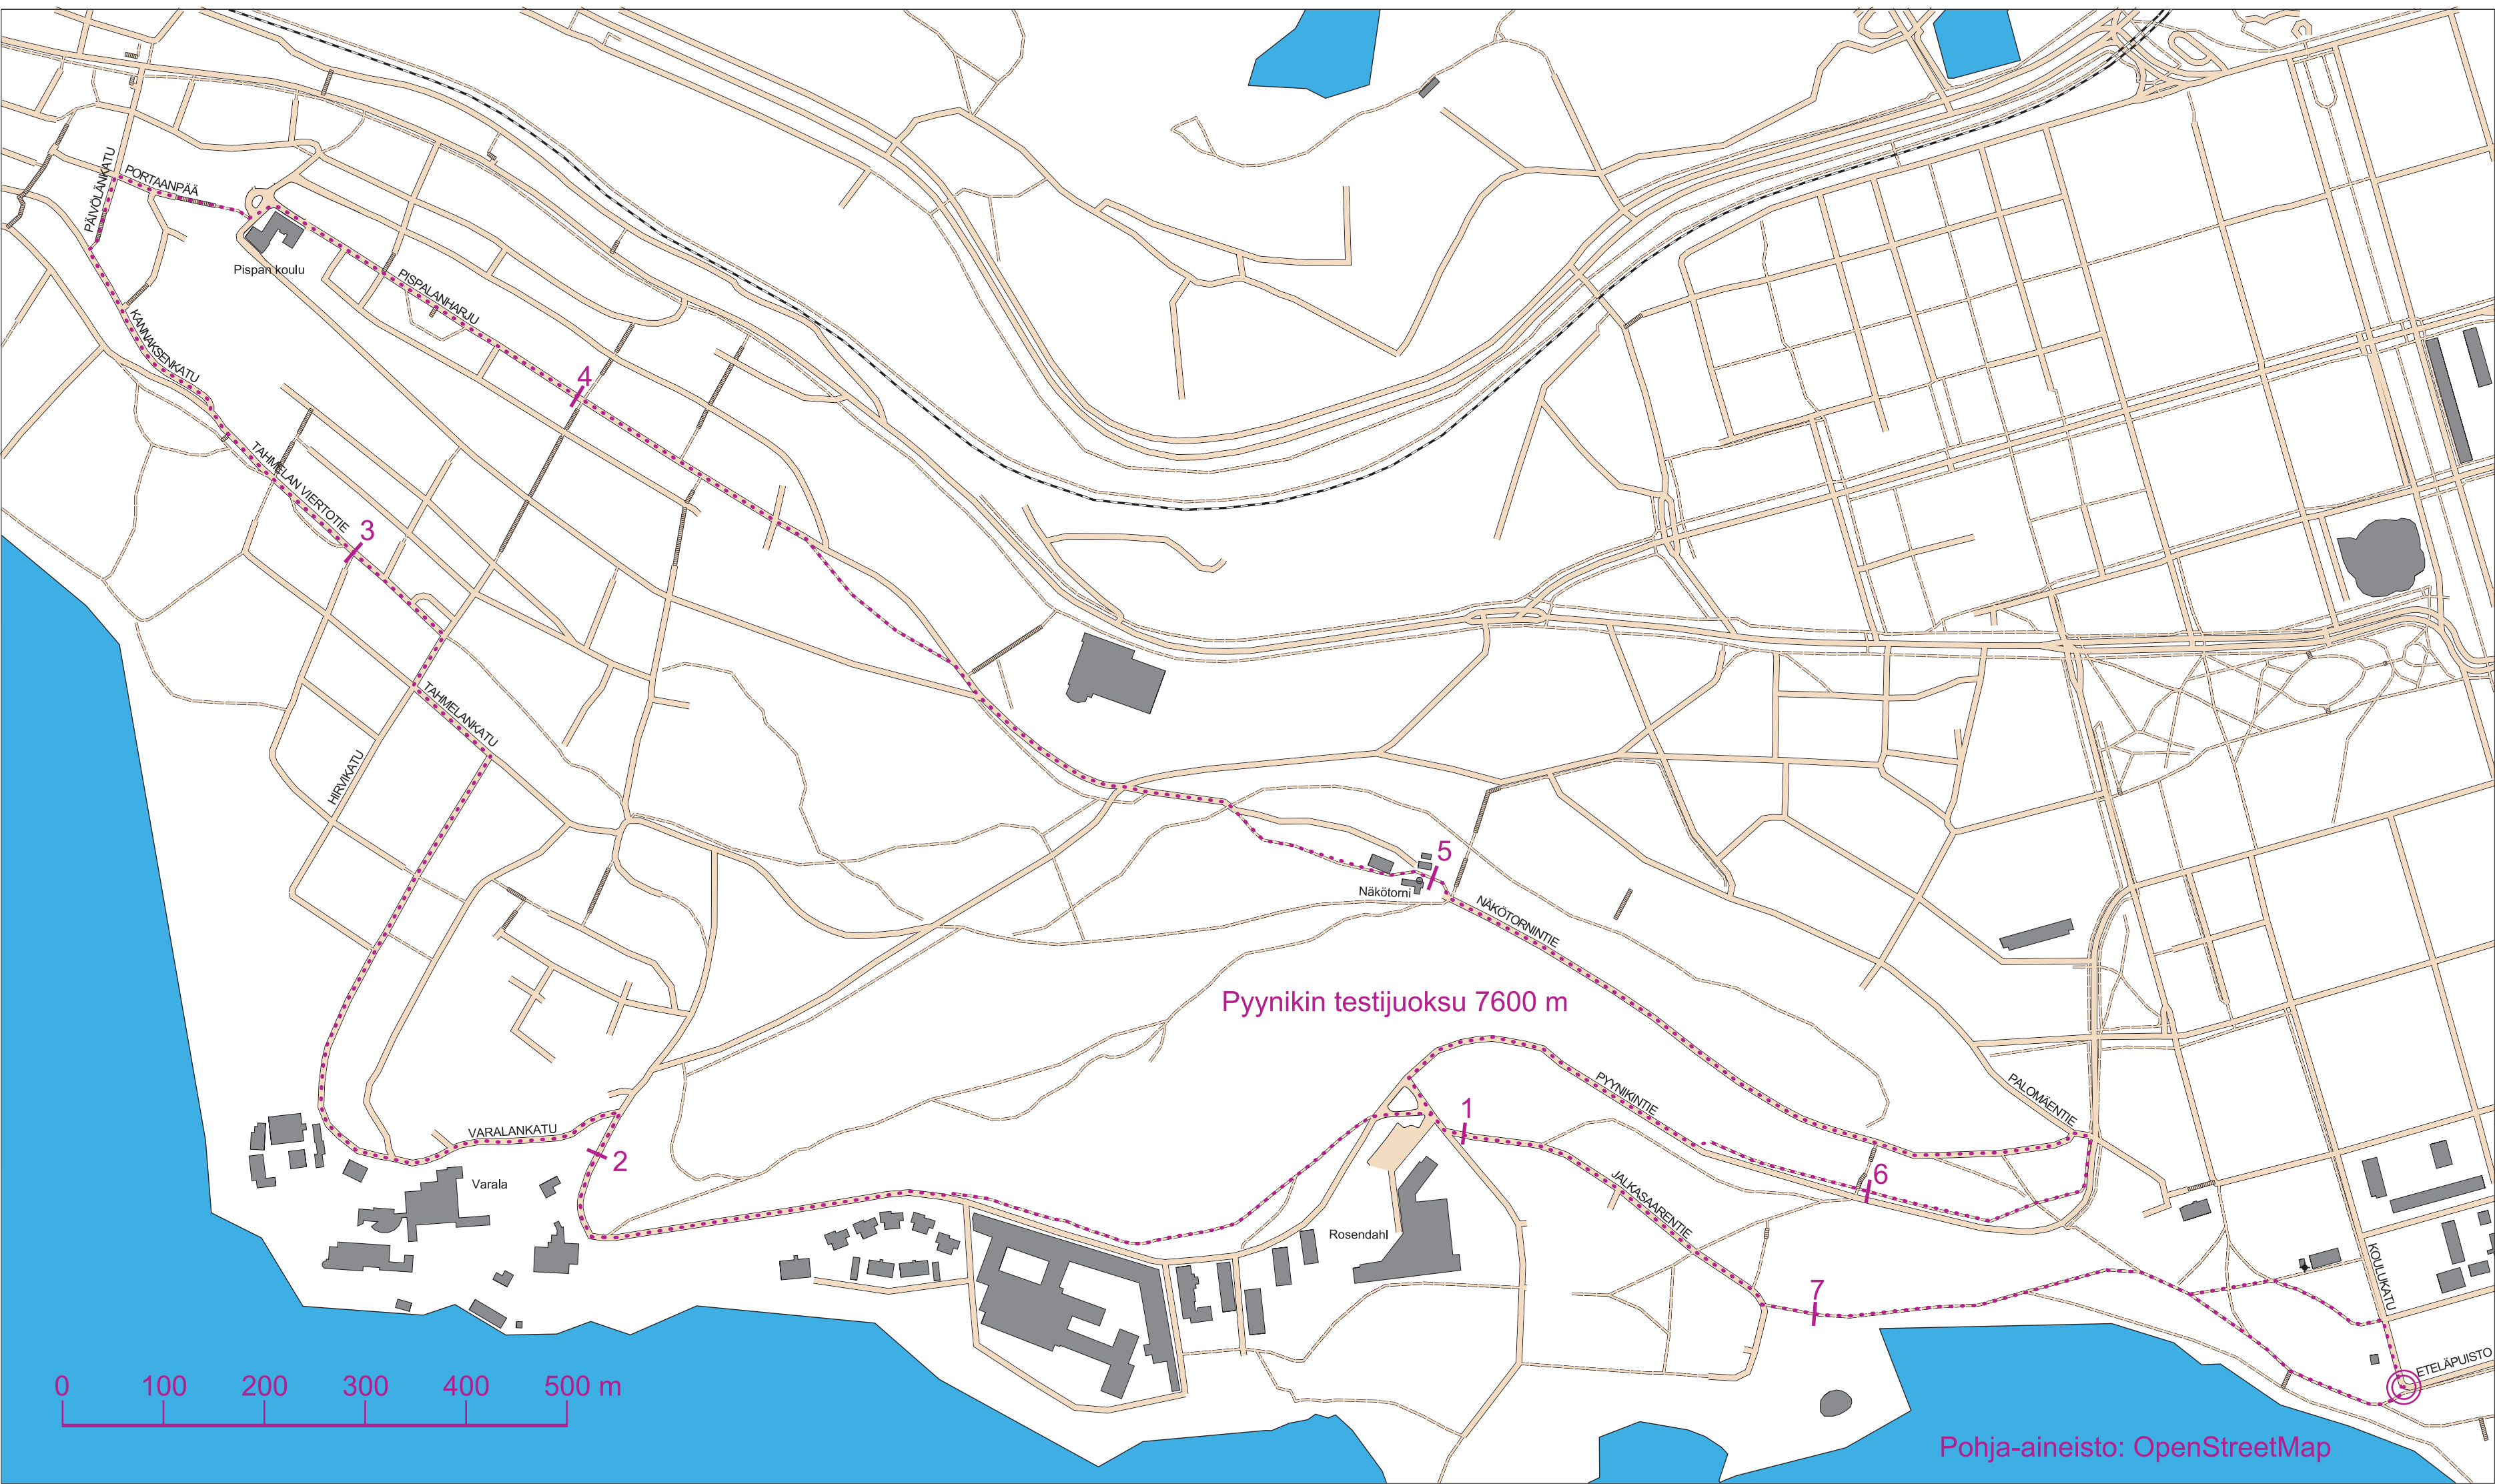 PÄIVÖLÄNKATU
PORTAANPÄÄ
Pispan koulu
PISPALANHARJU
KANNAKSENKATU
4
TAHMELAN VIERTOTIE
3
TAHMELANKATU
HIRVIKATU
5
Näkötorni
NÄKÖTORNINTIE
Pyynikin testijuoksu 7600 m
PYYNIKINTIE
PALOMÄENTIE
1
VARALANKATU
2
6
Varala
JALKASAARENTIE
Rosendahl
KOULUKATU
7
ETELÄPUISTO
0 100 200 300 400 500 m
Pohja-aineisto: OpenStreetMap